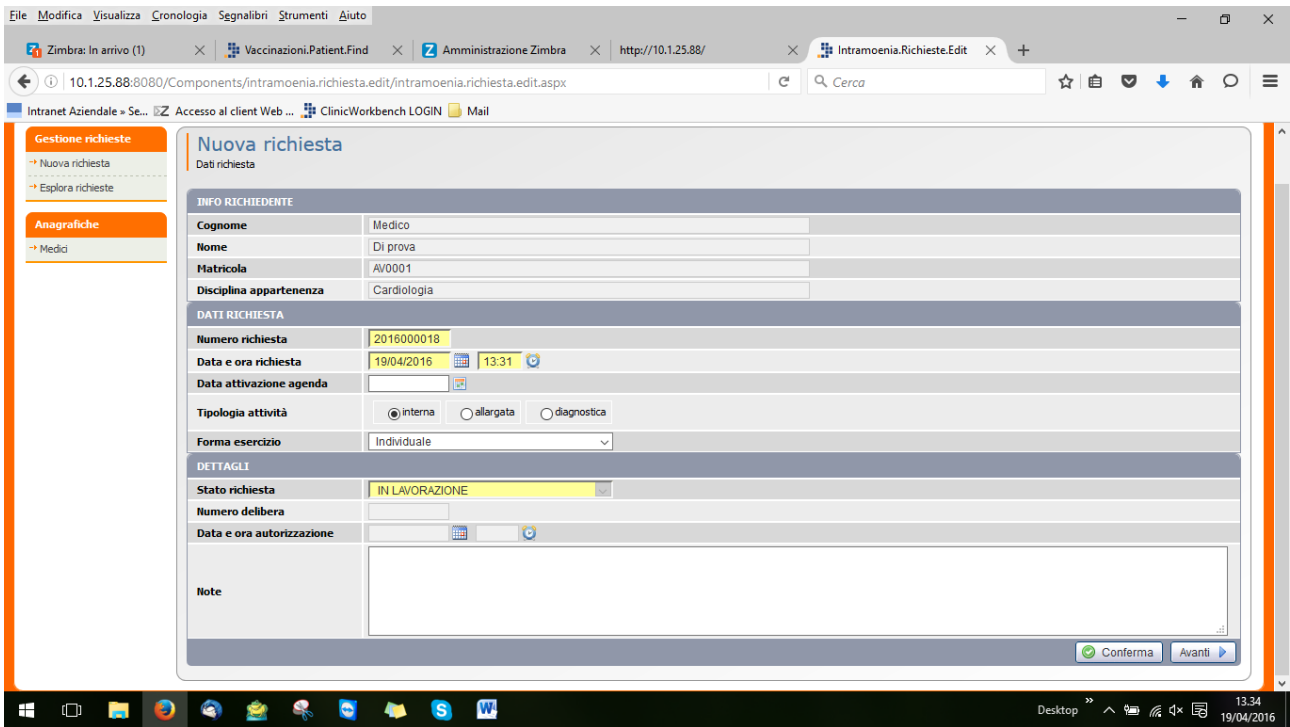 File Modifica Visualizza Cronologia Segnalibri Strumenti Aiuto
Zimbra: In arrivo (1) Vaccinazioni.Patient.Find Amministrazione Zimbra http://10.1.25.88/ Intramoenia.Richieste.Edit
10.1.25.88:8080/Components/intramoenia.richiesta.edit/intramoenia.richiesta.edit.aspx Cerca
Intranet Aziendale » Se... Accesso al client Web ... ClinicWorkbench LOGIN Mail
Gestione richieste
Nuova richiesta
Esplora richieste
Anagrafiche
Medici
Nuova richiesta
Dati richiesta
INFO RICHIEDENTE
Cognome Medico
Nome Di prova
Matricola AV0001
Disciplina appartenenza Cardiologia
DATI RICHIESTA
Numero richiesta 2016000018
Data e ora richiesta 19/04/2016 13:31
Data attivazione agenda
Tipologia attività interna allargata diagnostica
Forma esercizio Individuale
DETTAGLI
Stato richiesta IN LAVORAZIONE
Numero delibera
Data e ora autorizzazione
Note
Conferma Avanti
Desktop 13.34
19/04/2016